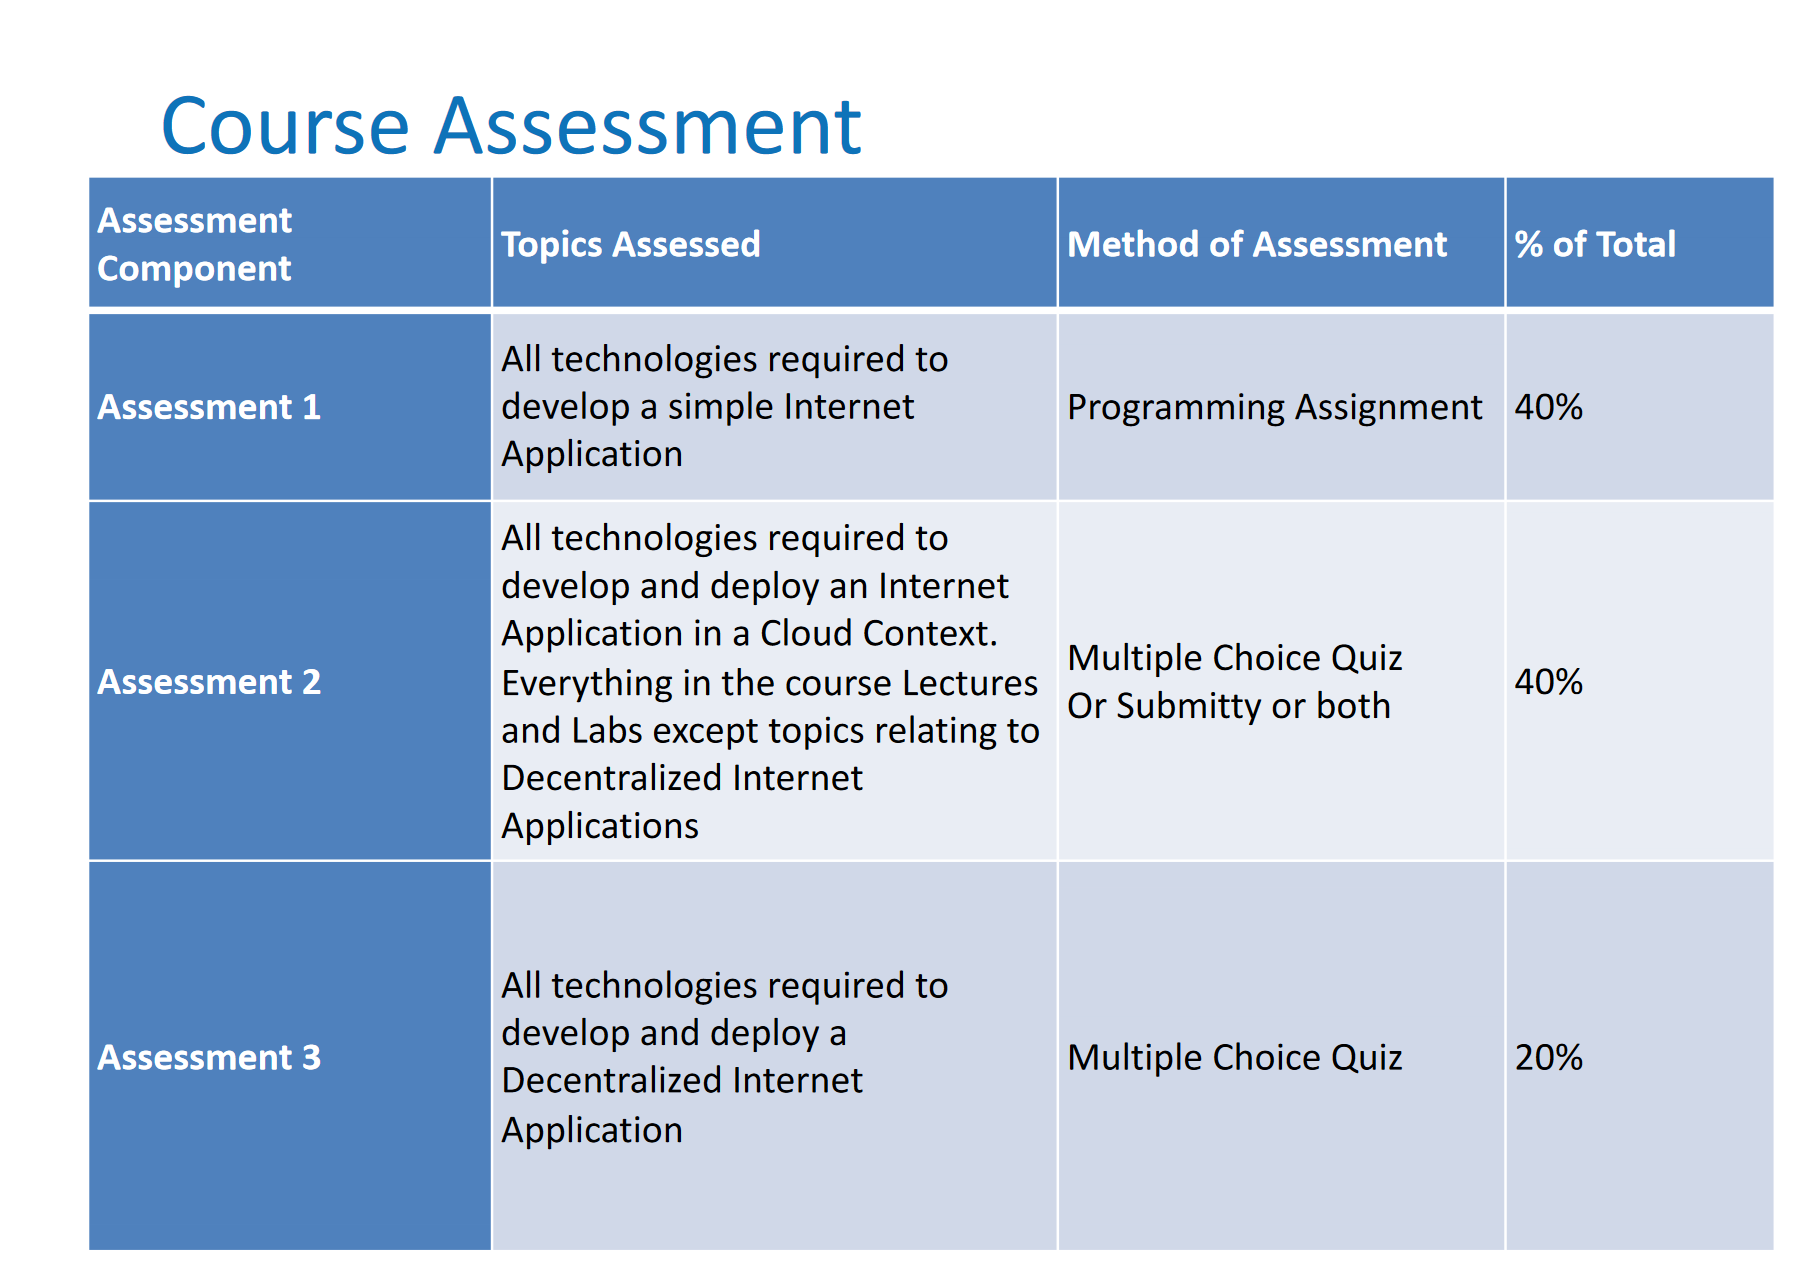 Course Assessment
Assessment
Component
Topics Assessed
Method of Assessment
% of Total
Assessment 1
All technologies required to
develop a simple Internet
Application
Programming Assignment
40%
Assessment 2
All technologies required to
develop and deploy an Internet
Application in a Cloud Context.
Everything in the course Lectures
and Labs except topics relating to
Decentralized Internet
Applications
Multiple Choice Quiz
Or Submitty or both
40%
Assessment 3
All technologies required to
develop and deploy a
Decentralized Internet
Application
Multiple Choice Quiz
20%